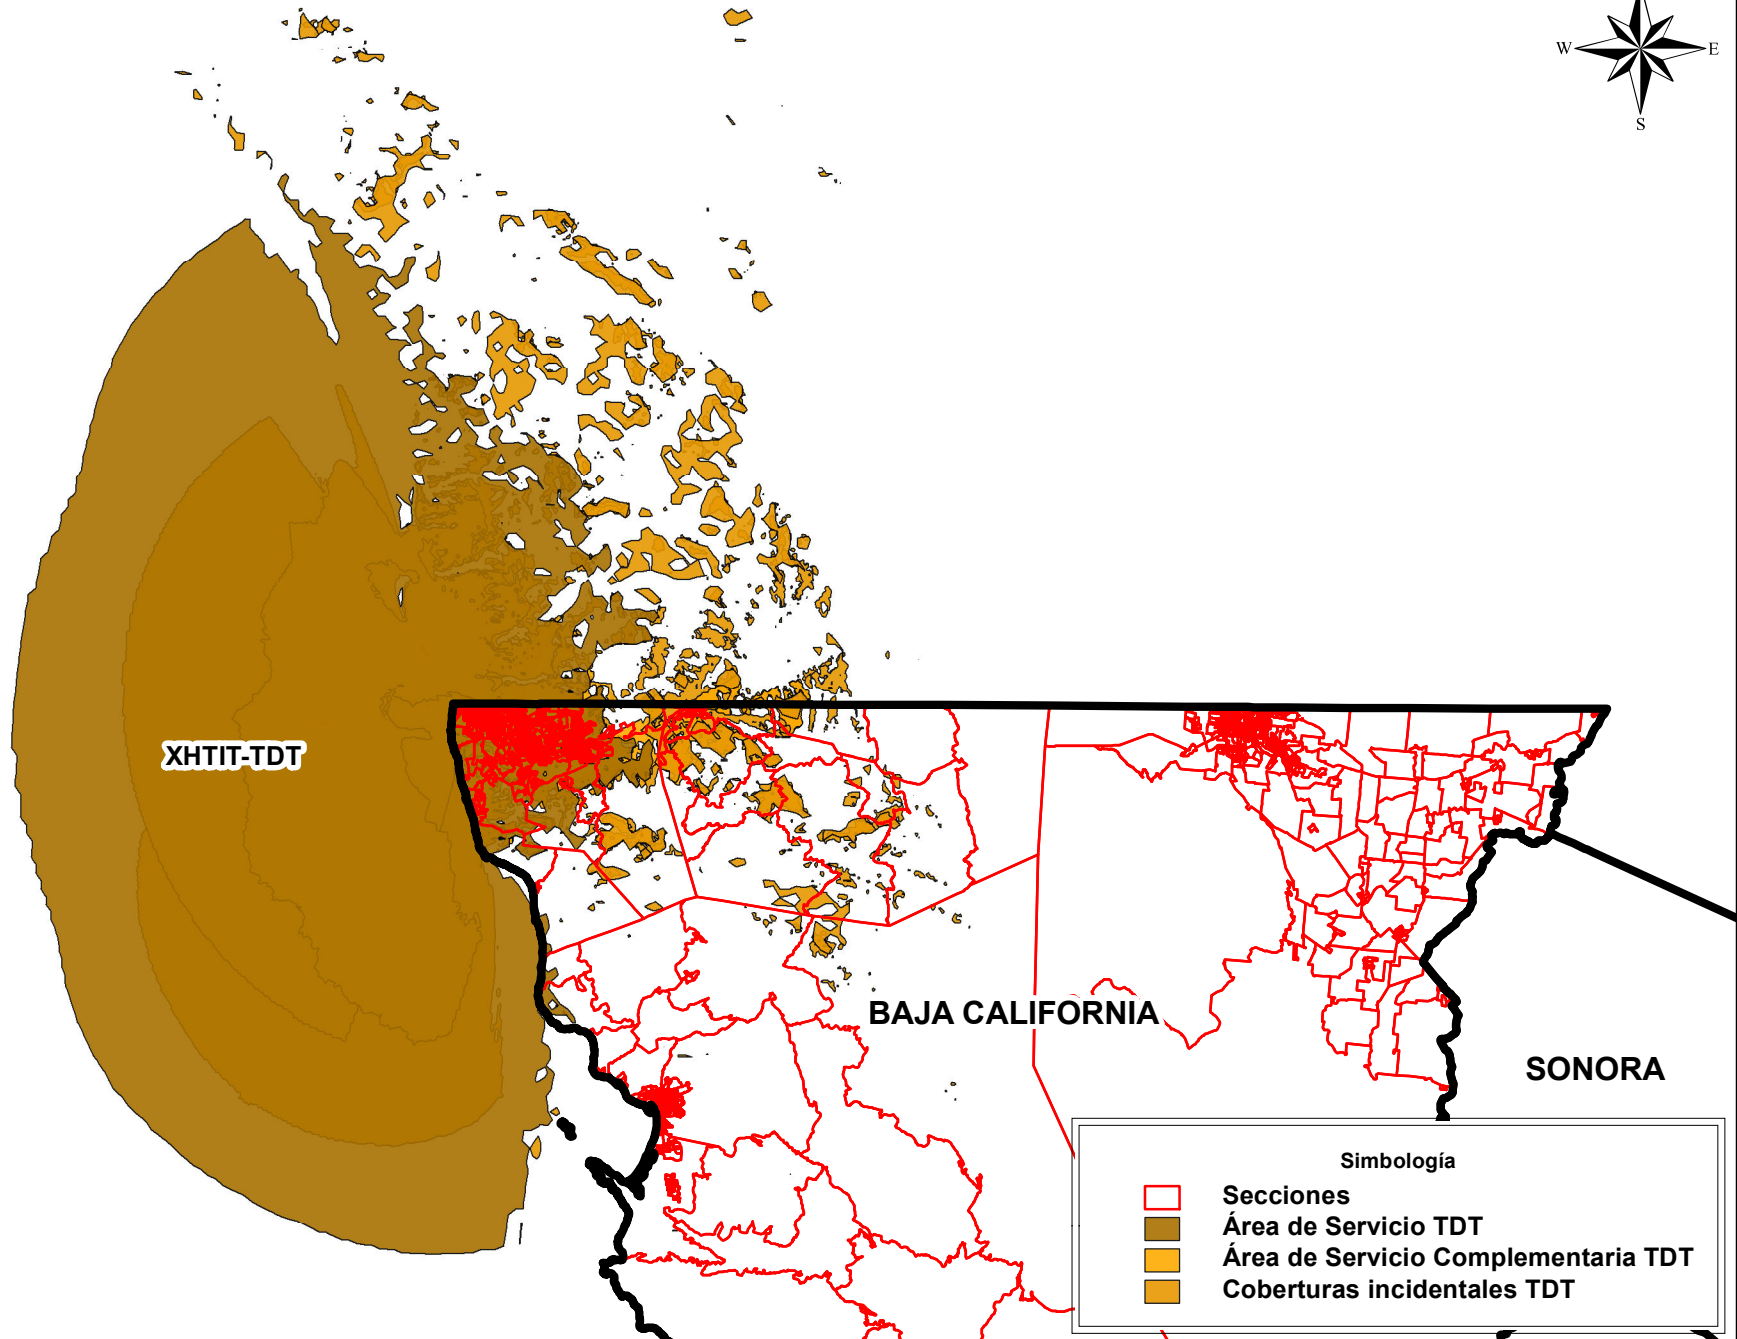 W E
S
XHTIT-TDT
BAJA CALIFORNIA
SONORA
Simbología
Secciones
Área de Servicio TDT
Área de Servicio Complementaria TDT
Coberturas incidentales TDT